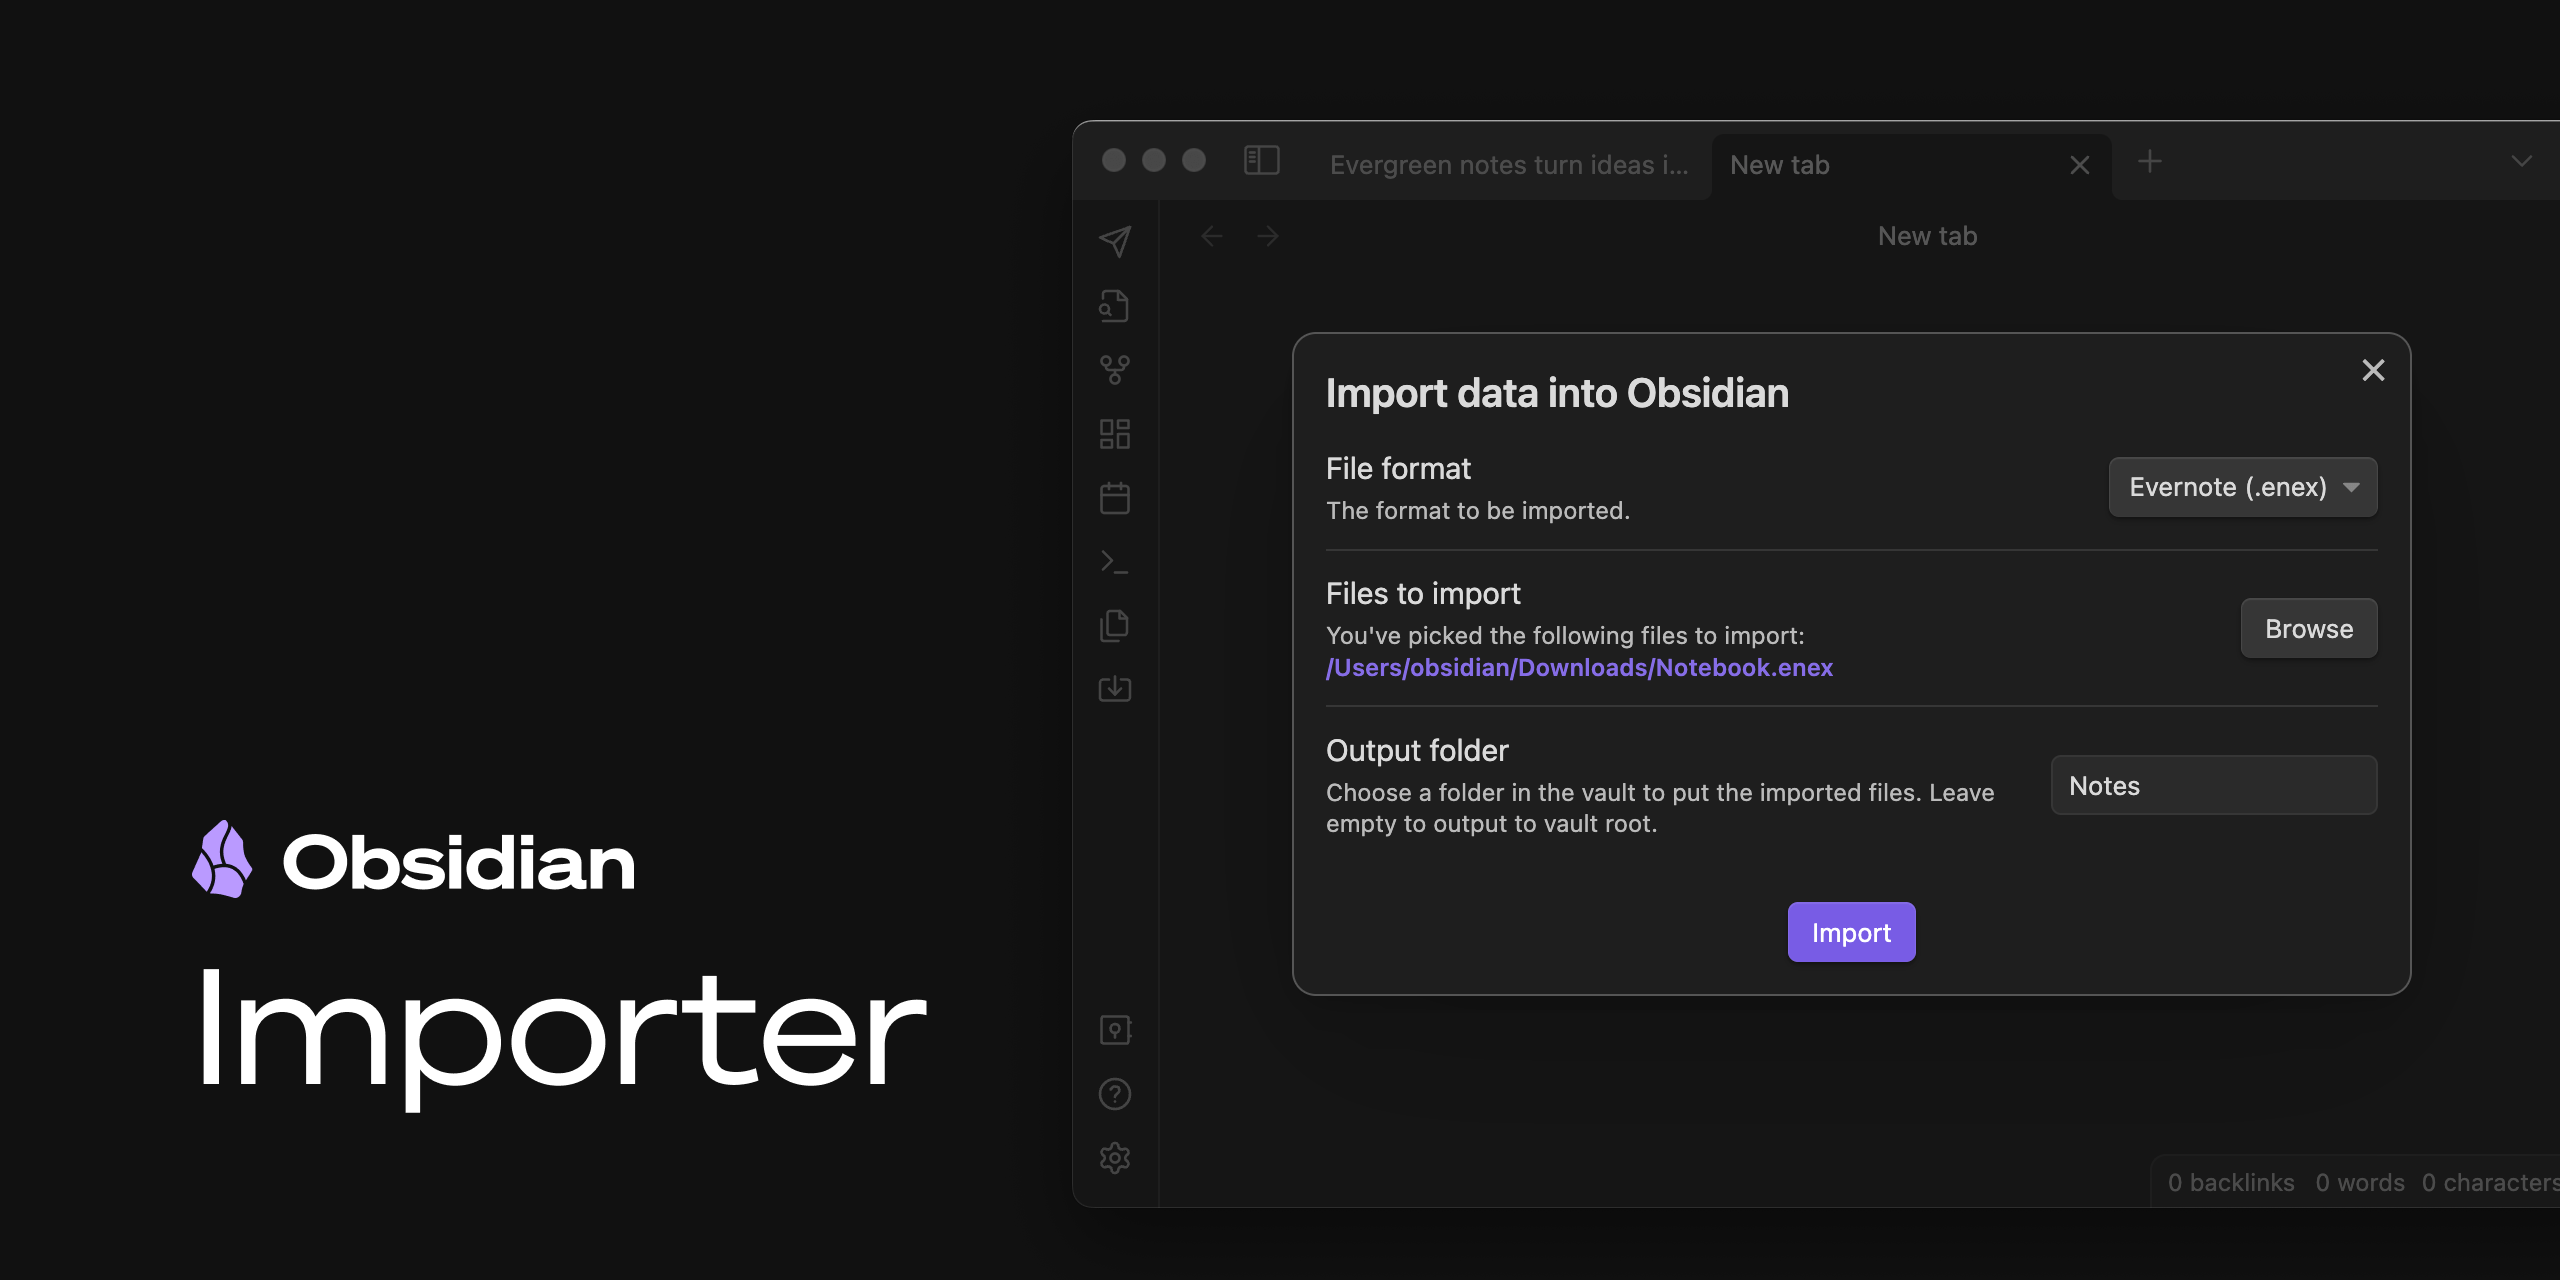 Obsidian
Importer
Evergreen notes turn ideas i...
New tab
New tab
Import data into Obsidian
File format
The format to be imported.
Evernote (.enex)
Files to import
You've picked the following files to import:
/Users/obsidian/Downloads/Notebook.enex
Browse
Output folder
Choose a folder in the vault to put the imported files. Leave
empty to output to vault root.
Notes
Import
0 backlinks 0 words 0 characters